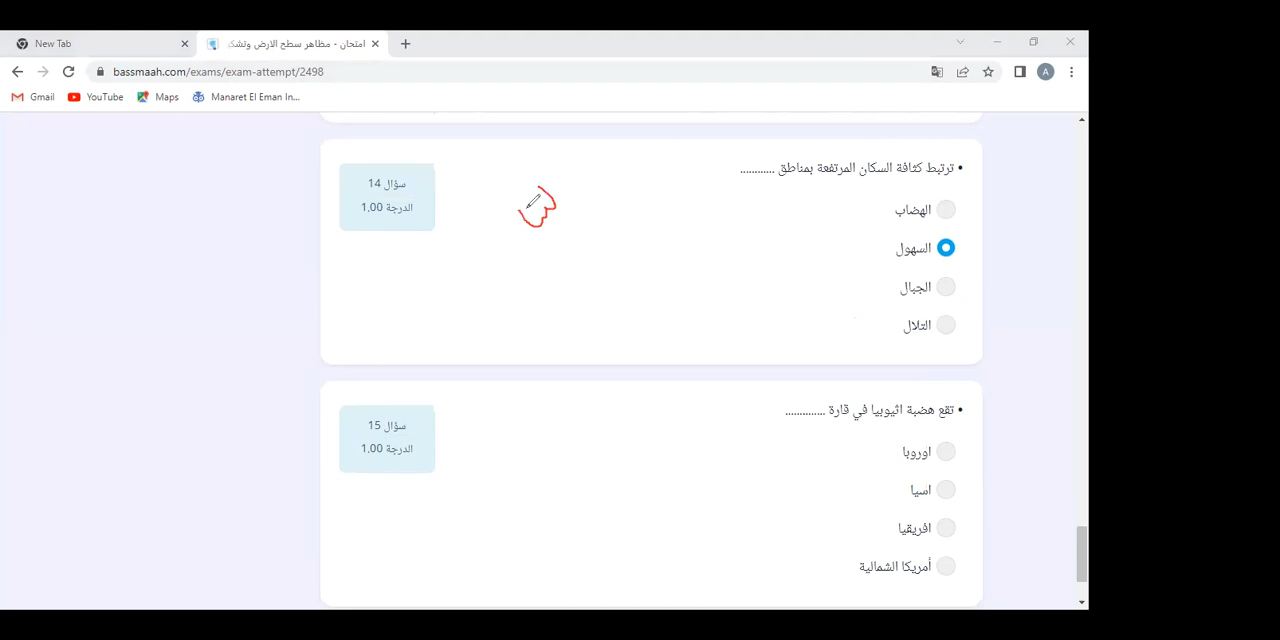 New Tab
امتحان - مظاهر سطح الارض وتشك
bassmaah.com/exams/exam-attempt/2498
A
Gmail
YouTube
Maps
Manaret El Eman In...
• ترتبط كثافة السكان المرتفعة بمناطق ............
سؤال 14
الدرجة 1,00
الهضاب
السهول
الجبال
التلال
• تقع هضبة اثيوبيا في قارة ..............
سؤال 15
الدرجة 1,00
اوروبا
اسيا
افريقيا
أمريكا الشمالية